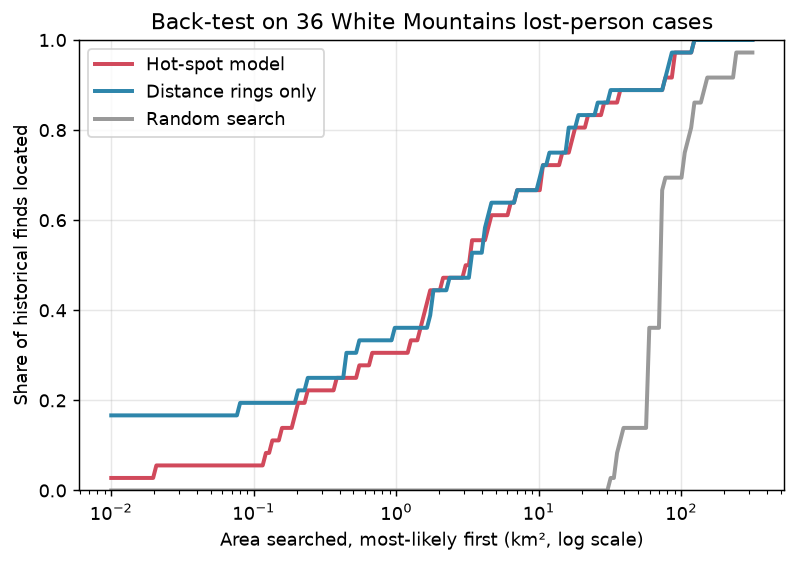 Back-test on 36 White Mountains lost-person cases
Hot-spot model
Distance rings only
Random search
Share of historical finds located
1.0
0.8
0.6
0.4
0.2
0.0
10⁻² 10⁻¹ 10⁰ 10¹ 10²
Area searched, most-likely first (km², log scale)